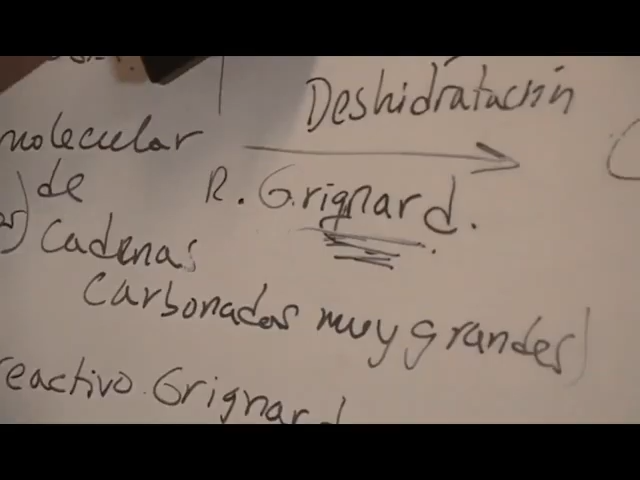 Deshidratación
molecular
de
R. Grignard.
cadenas
carbonadas muy grandes)
reactivo Grignard